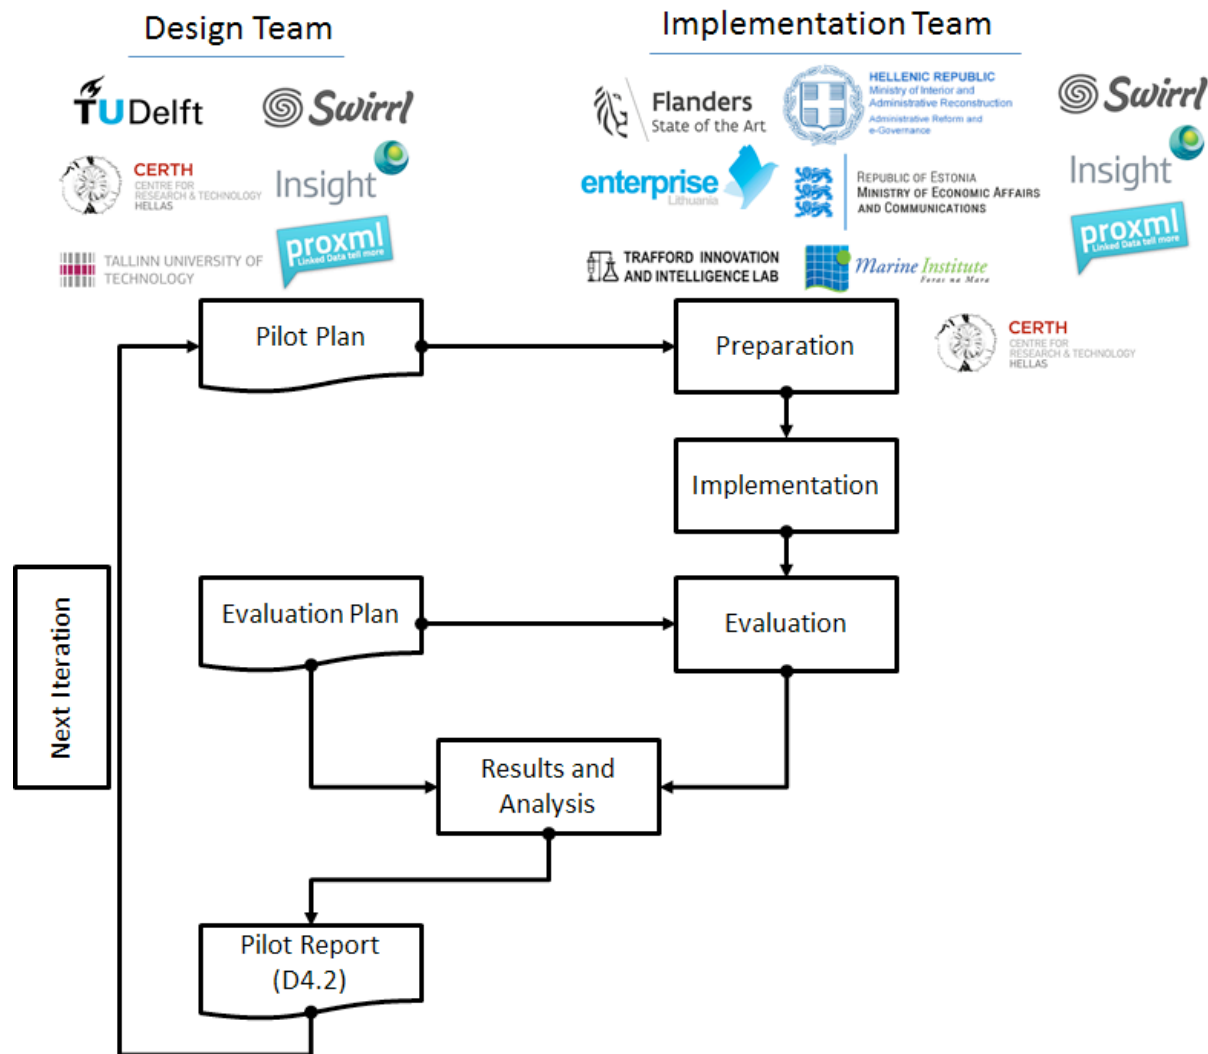 Design Team
Implementation Team
TUDelft
Swirrl
CERTH
CENTRE FOR
RESEARCH & TECHNOLOGY
HELLAS
Insight
TALLINN UNIVERSITY OF
TECHNOLOGY
proxml
Linked Data tell more
Flanders
State of the Art
HELLENIC REPUBLIC
Ministry of Interior and
Administrative Reconstruction
Administrative Reform and
e-Governance
Swirrl
enterprise
Lithuania
REPUBLIC OF ESTONIA
MINISTRY OF ECONOMIC AFFAIRS
AND COMMUNICATIONS
Insight
TRAFFORD INNOVATION
AND INTELLIGENCE LAB
Marine Institute
Foras na Mara
proxml
Linked Data tell more
CERTH
CENTRE FOR
RESEARCH & TECHNOLOGY
HELLAS
Pilot Plan
Preparation
Implementation
Next Iteration
Evaluation Plan
Evaluation
Results and
Analysis
Pilot Report
(D4.2)